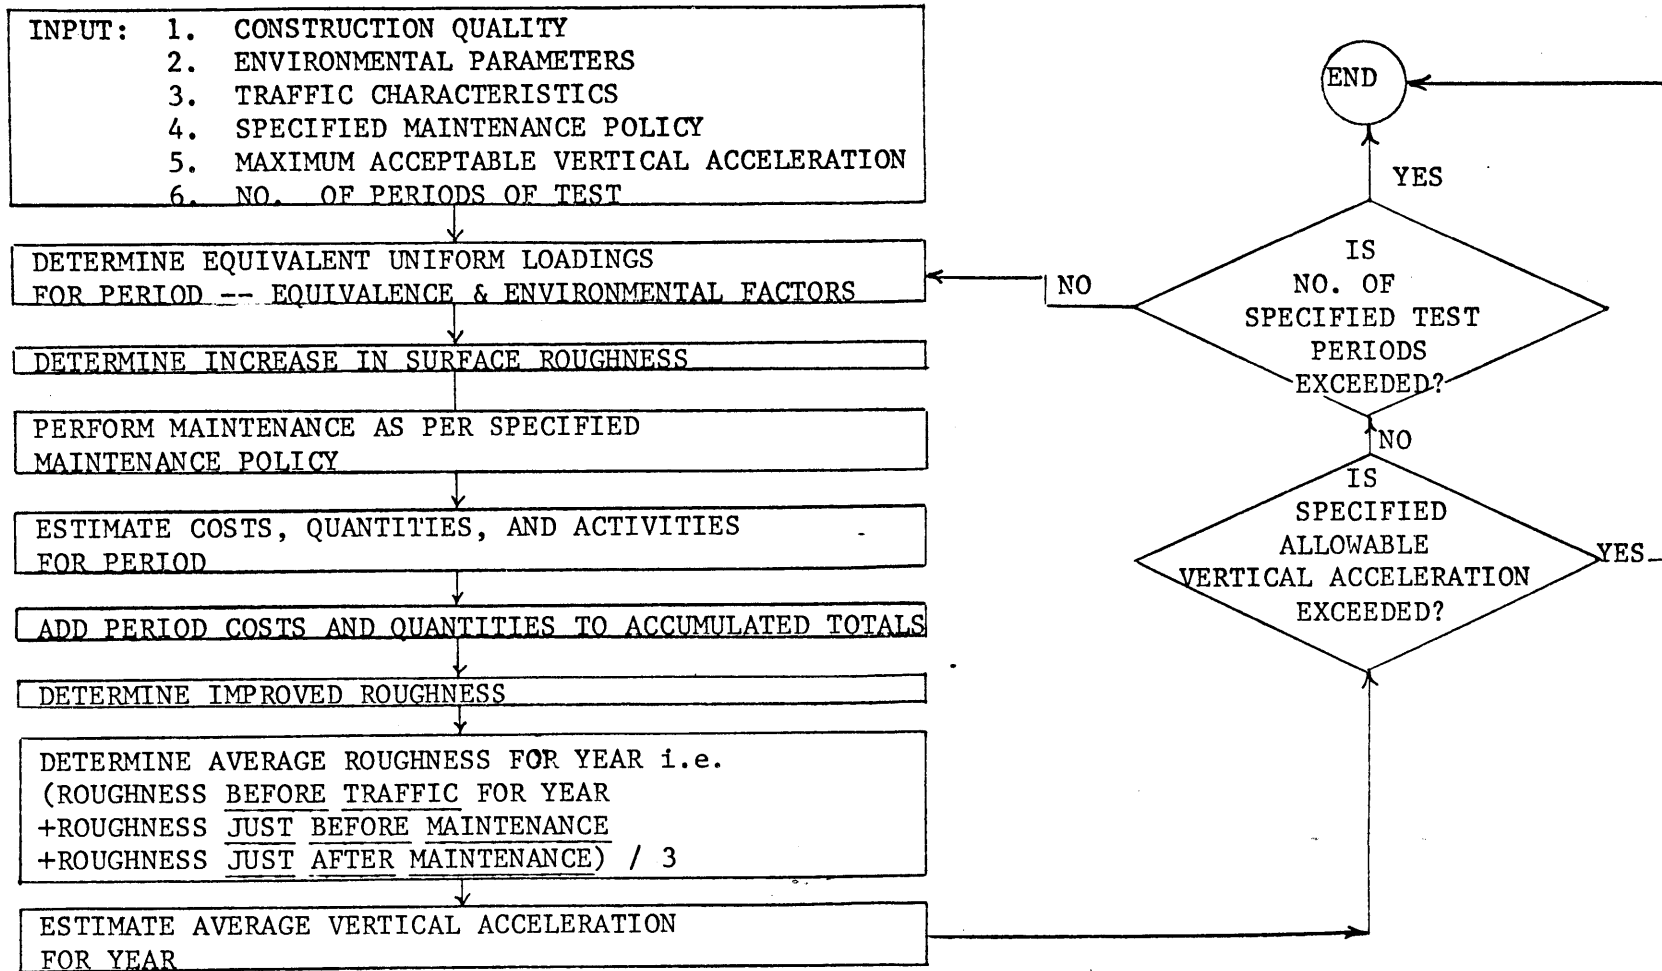 INPUT: 1. CONSTRUCTION QUALITY
2. ENVIRONMENTAL PARAMETERS
3. TRAFFIC CHARACTERISTICS
4. SPECIFIED MAINTENANCE POLICY
5. MAXIMUM ACCEPTABLE VERTICAL ACCELERATION
6. NO. OF PERIODS OF TEST
DETERMINE EQUIVALENT UNIFORM LOADINGS
FOR PERIOD -- EQUIVALENCE & ENVIRONMENTAL FACTORS
DETERMINE INCREASE IN SURFACE ROUGHNESS
PERFORM MAINTENANCE AS PER SPECIFIED
MAINTENANCE POLICY
ESTIMATE COSTS, QUANTITIES, AND ACTIVITIES
FOR PERIOD
ADD PERIOD COSTS AND QUANTITIES TO ACCUMULATED TOTALS
DETERMINE IMPROVED ROUGHNESS
DETERMINE AVERAGE ROUGHNESS FOR YEAR i.e.
(ROUGHNESS BEFORE TRAFFIC FOR YEAR
+ROUGHNESS JUST BEFORE MAINTENANCE
+ROUGHNESS JUST AFTER MAINTENANCE) / 3
ESTIMATE AVERAGE VERTICAL ACCELERATION
FOR YEAR
END
YES
IS
NO. OF
SPECIFIED TEST
PERIODS
EXCEEDED?
NO
NO
IS
SPECIFIED
ALLOWABLE
VERTICAL ACCELERATION
EXCEEDED?
YES